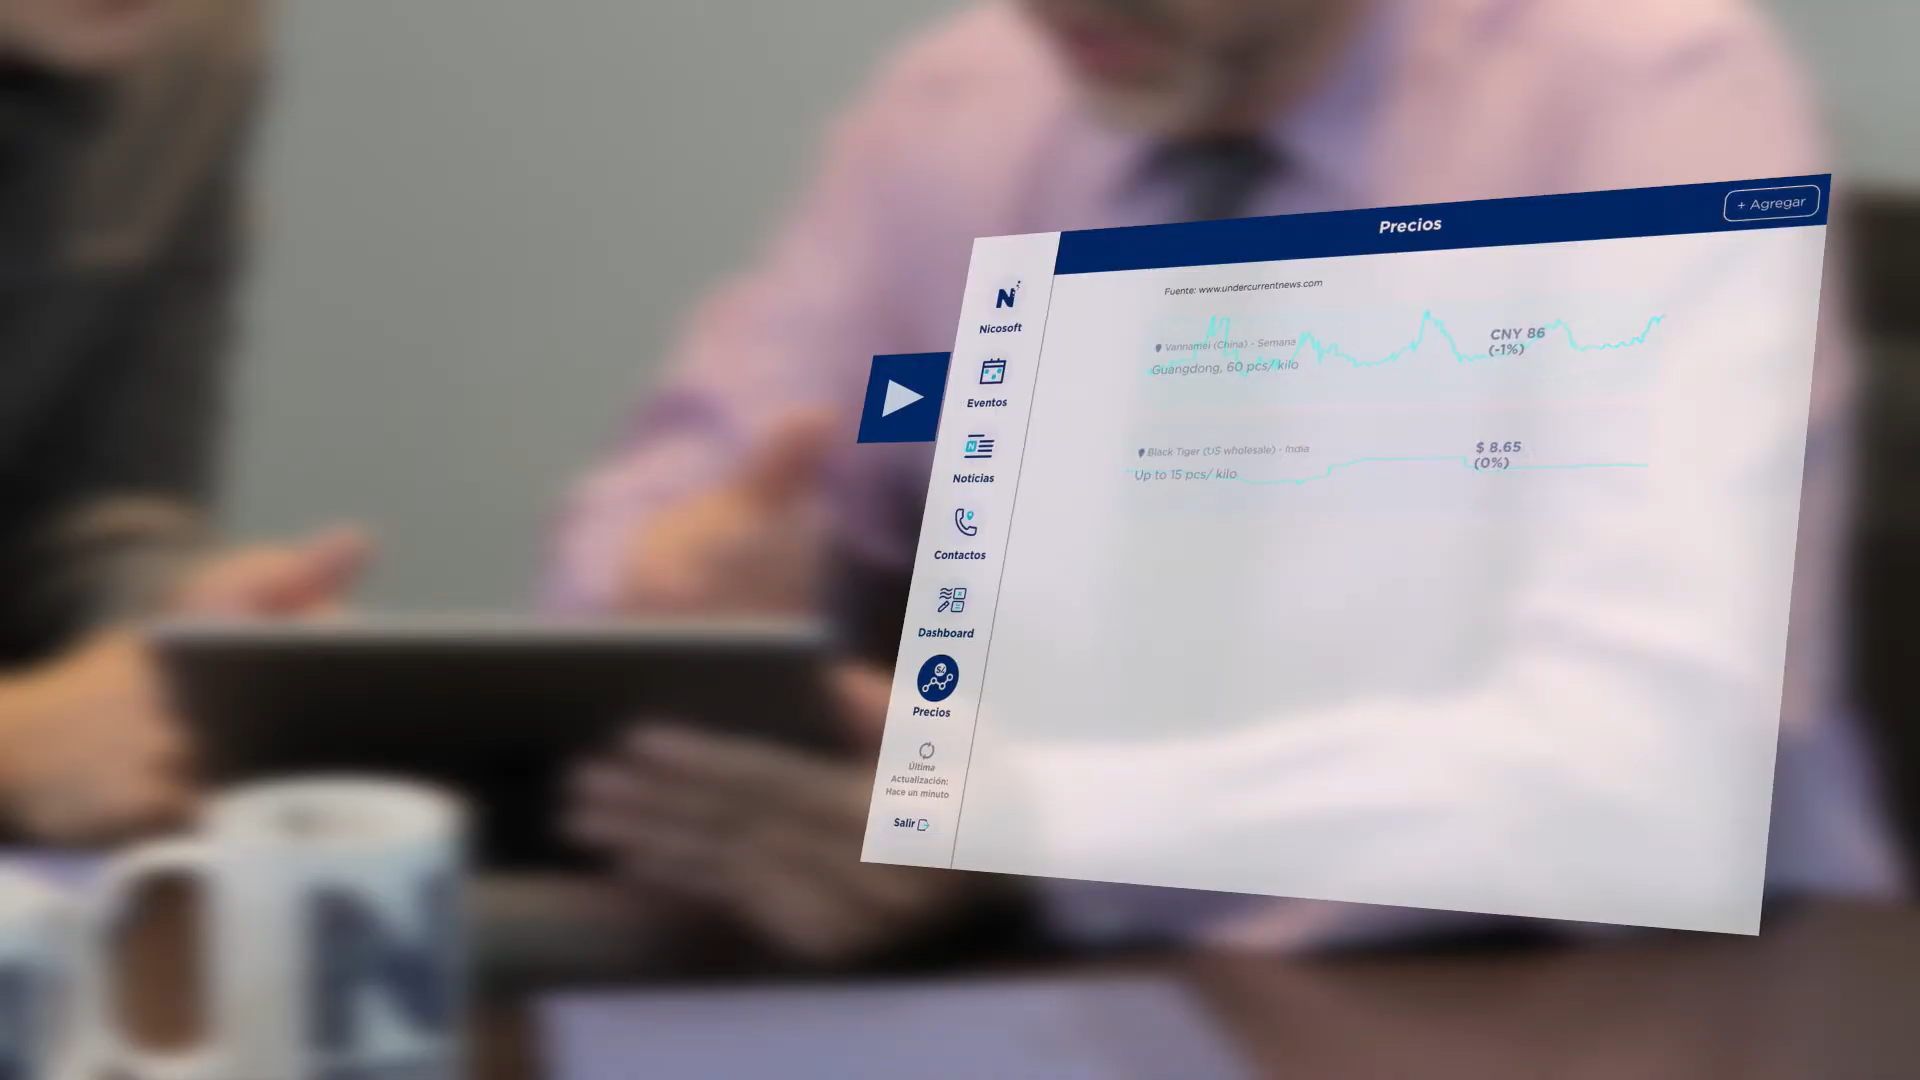 Precios
+ Agregar
Nicosoft
Eventos
Noticias
Contactos
Dashboard
Precios
Última
Actualización:
Hace un minuto
Salir
Fuente: www.undercurrentnews.com
Vannamei (China) - Semana
Guangdong, 60 pcs/ kilo
CNY 86
(-1%)
Black Tiger (US wholesale) - India
Up to 15 pcs/ kilo
$ 8.65
(0%)
N